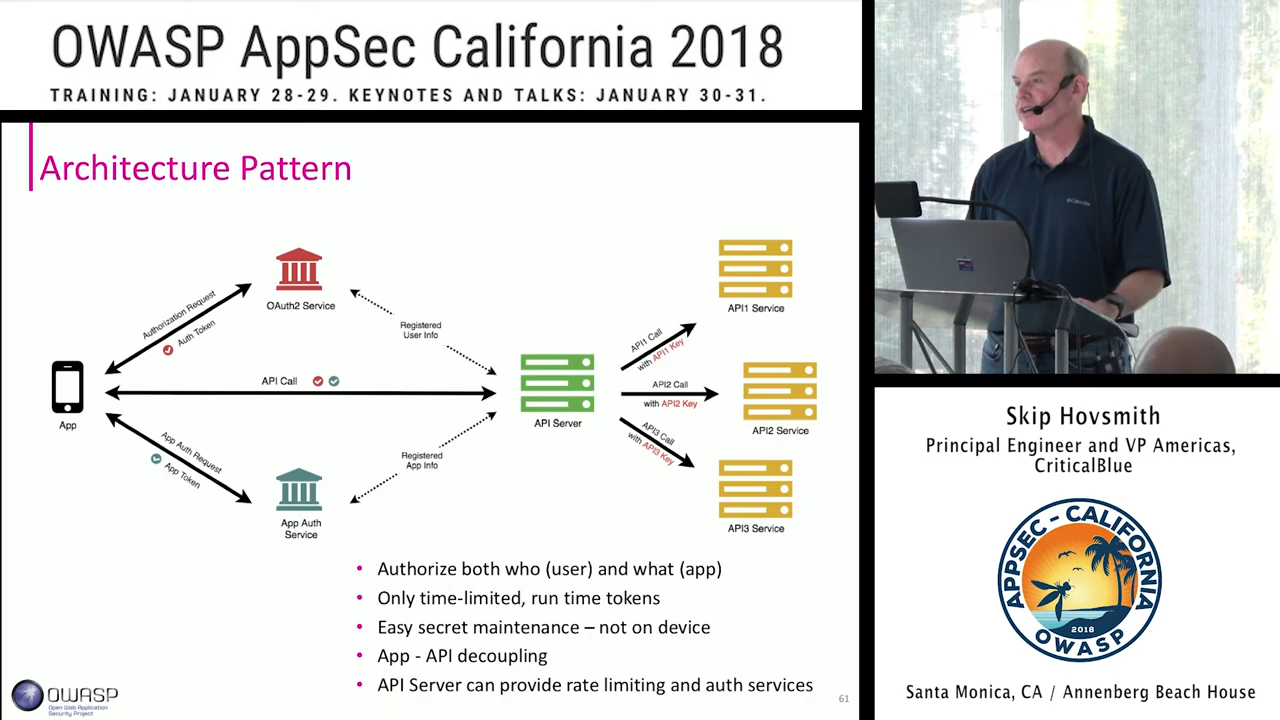 OWASP AppSec California 2018
TRAINING: JANUARY 28-29. KEYNOTES AND TALKS: JANUARY 30-31.
Architecture Pattern
OAuth2 Service
Authorization Request
Auth Token
Registered
User Info
API Call
App
API Server
App Auth Request
App Token
Registered
App Info
App Auth
Service
API1 Service
API1 Call
with API1 Key
API2 Call
with API2 Key
API2 Service
API3 Call
with API3 Key
API3 Service
• Authorize both who (user) and what (app)
• Only time-limited, run time tokens
• Easy secret maintenance – not on device
• App - API decoupling
• API Server can provide rate limiting and auth services
OWASP
Open Web Application
Security Project
61
Skip Hovsmith
Principal Engineer and VP Americas,
CriticalBlue
APPSEC - CALIFORNIA
2018
OWASP
Santa Monica, CA / Annenberg Beach House